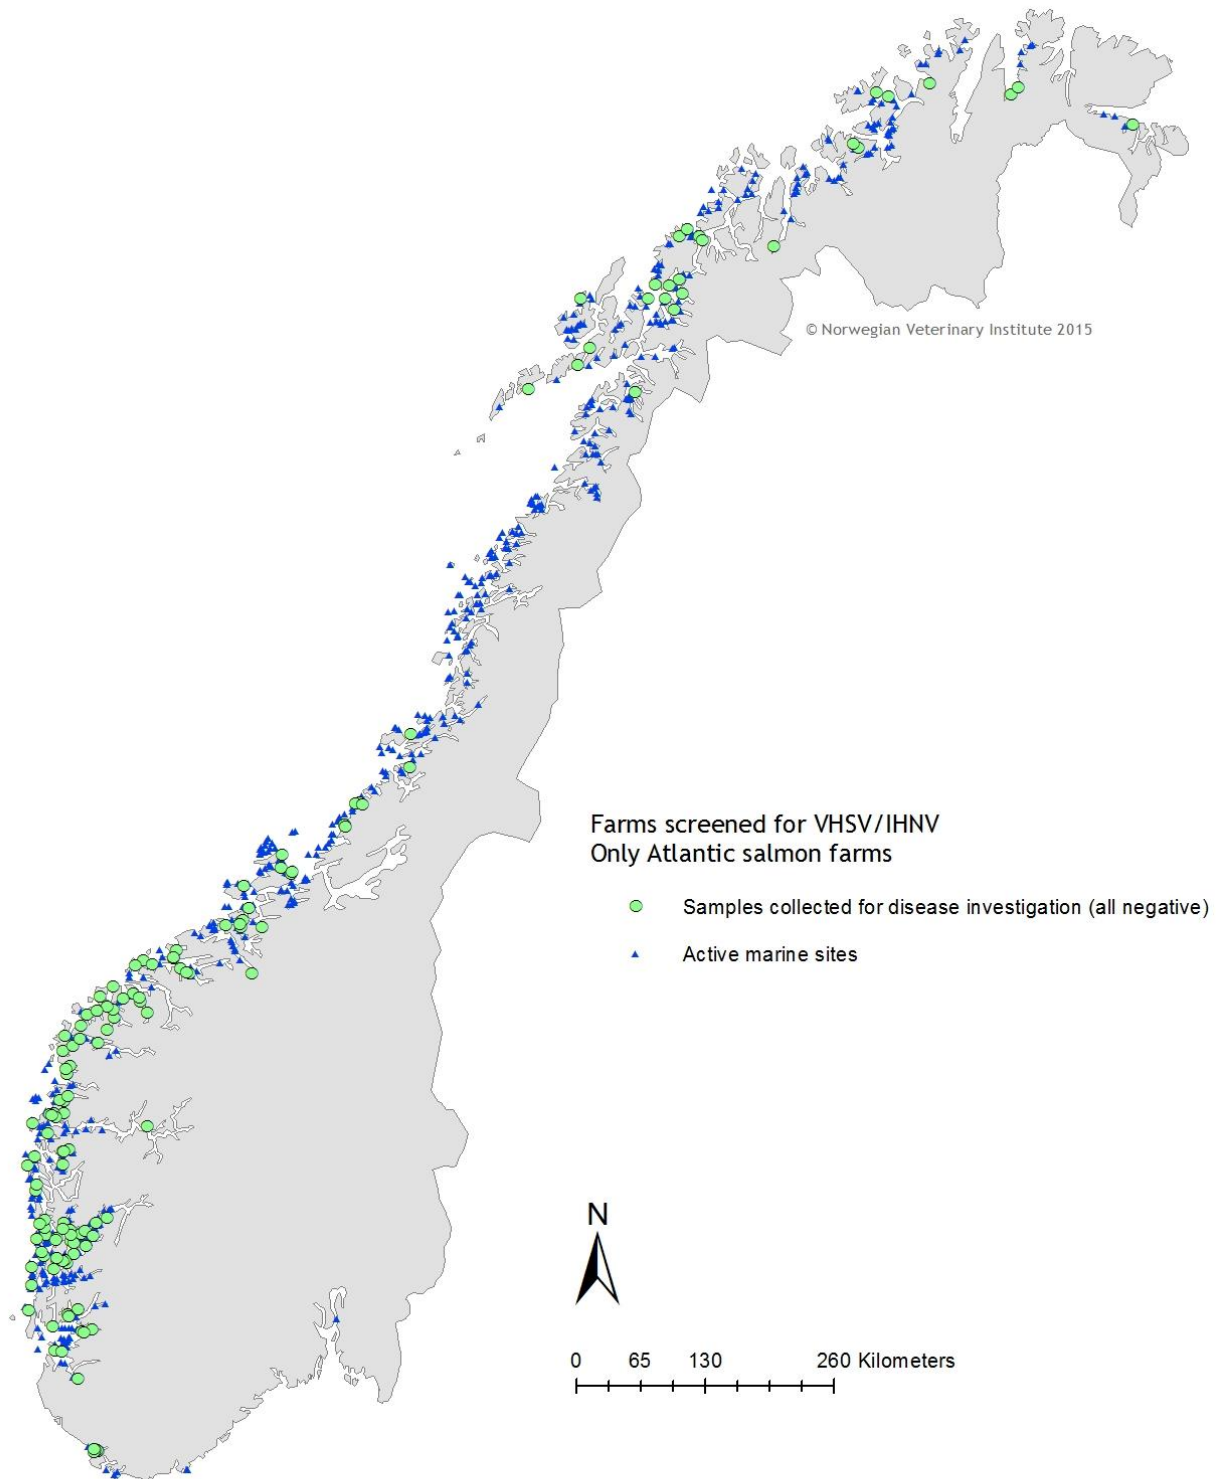 © Norwegian Veterinary Institute 2015
Farms screened for VHSV/IHNV
Only Atlantic salmon farms
Samples collected for disease investigation (all negative)
Active marine sites
N
0 65 130 260 Kilometers